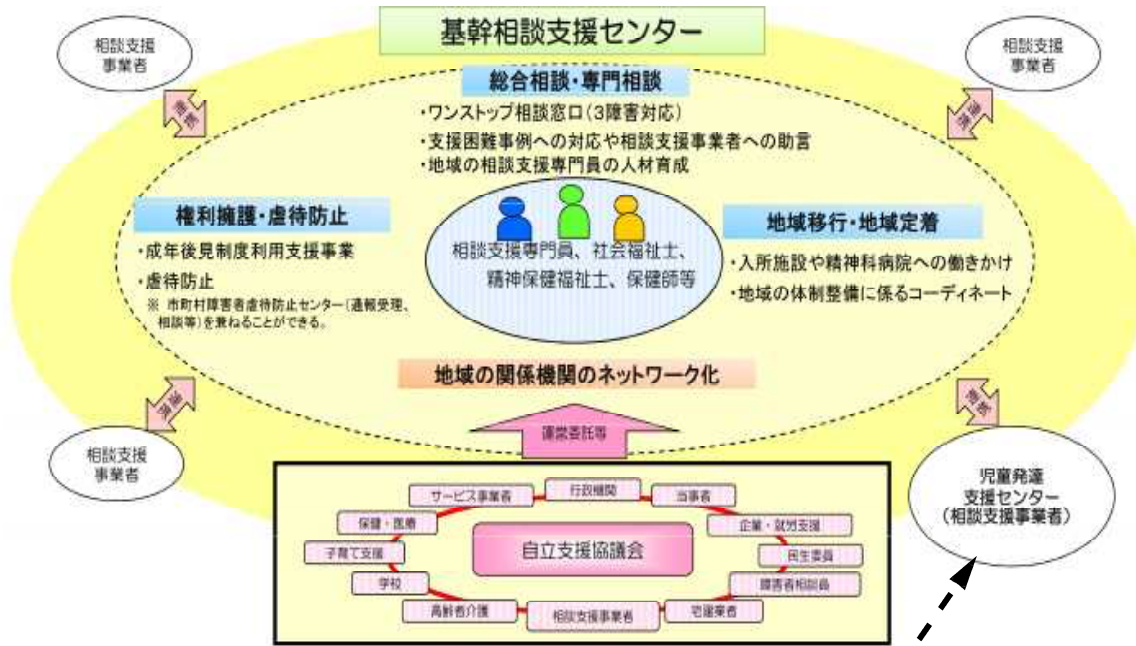 基幹相談支援センター
相談支援
事業者
相談支援
事業者
連携
連携
総合相談・専門相談
・ワンストップ相談窓口(3障害対応)
・支援困難事例への対応や相談支援事業者への助言
・地域の相談支援専門員の人材育成
権利擁護・虐待防止
・成年後見制度利用支援事業
・虐待防止
※ 市町村障害者虐待防止センター(通報受理、
相談等)を兼ねることができる。
相談支援専門員、社会福祉士、
精神保健福祉士、保健師等
地域移行・地域定着
・入所施設や精神科病院への働きかけ
・地域の体制整備に係るコーディネート
地域の関係機関のネットワーク化
連携
連携
運営委託等
相談支援
事業者
児童発達
支援センター
(相談支援事業者)
サービス事業者
行政機関
当事者
保健・医療
企業・就労支援
子育て支援
自立支援協議会
民生委員
学校
障害者相談員
高齢者介護
相談支援事業者
宅建業者